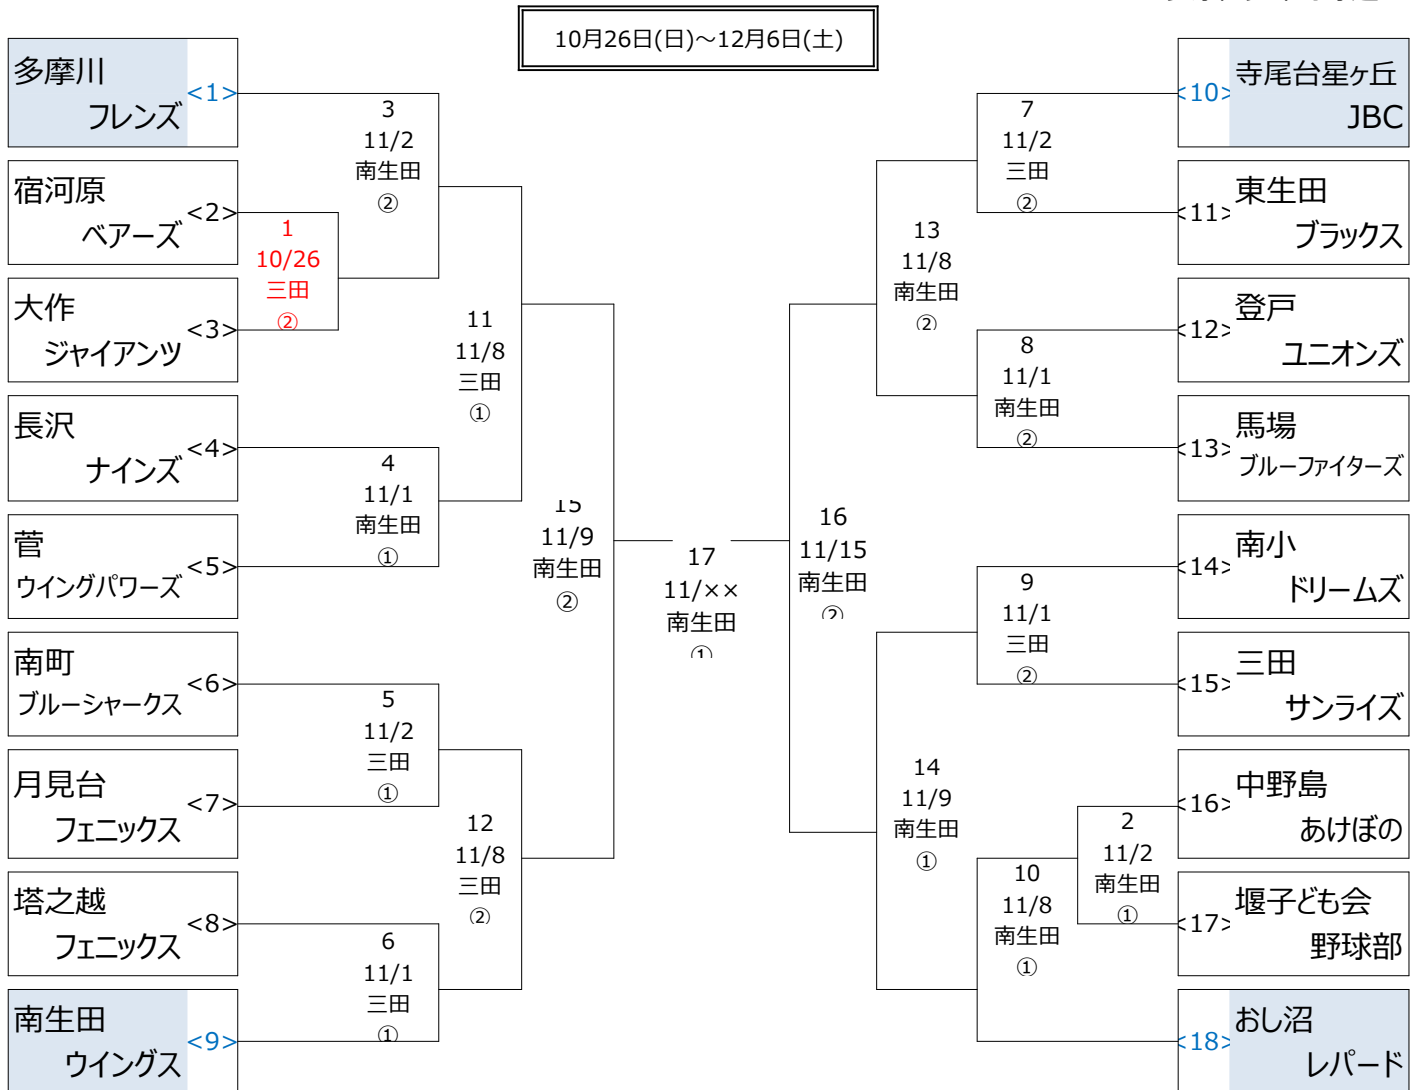 10月26日(日)～12月6日(土)
多摩川
フレンズ
<1>
宿河原
ベアーズ
<2>
大作
ジャイアンツ
<3>
長沢
ナインズ
<4>
菅
ウイングパワーズ
<5>
南町
ブルーシャークス
<6>
月見台
フェニックス
<7>
塔之越
フェニックス
<8>
南生田
ウイングス
<9>
1
10/26
三田
②
3
11/2
南生田
②
4
11/1
南生田
①
5
11/2
三田
①
6
11/1
三田
①
11
11/8
三田
①
12
11/8
三田
②
15
11/9
南生田
②
17
11/××
南生田
①
16
11/15
南生田
②
13
11/8
南生田
②
14
11/9
南生田
①
7
11/2
三田
②
8
11/1
南生田
②
9
11/1
三田
②
10
11/8
南生田
①
2
11/2
南生田
①
<10>
寺尾台星ヶ丘
JBC
<11>
東生田
ブラックス
<12>
登戸
ユニオンズ
<13>
馬場
ブルーファイターズ
<14>
南小
ドリームズ
<15>
三田
サンライズ
<16>
中野島
あけぼの
<17>
堰子ども会
野球部
<18>
おし沼
レパード